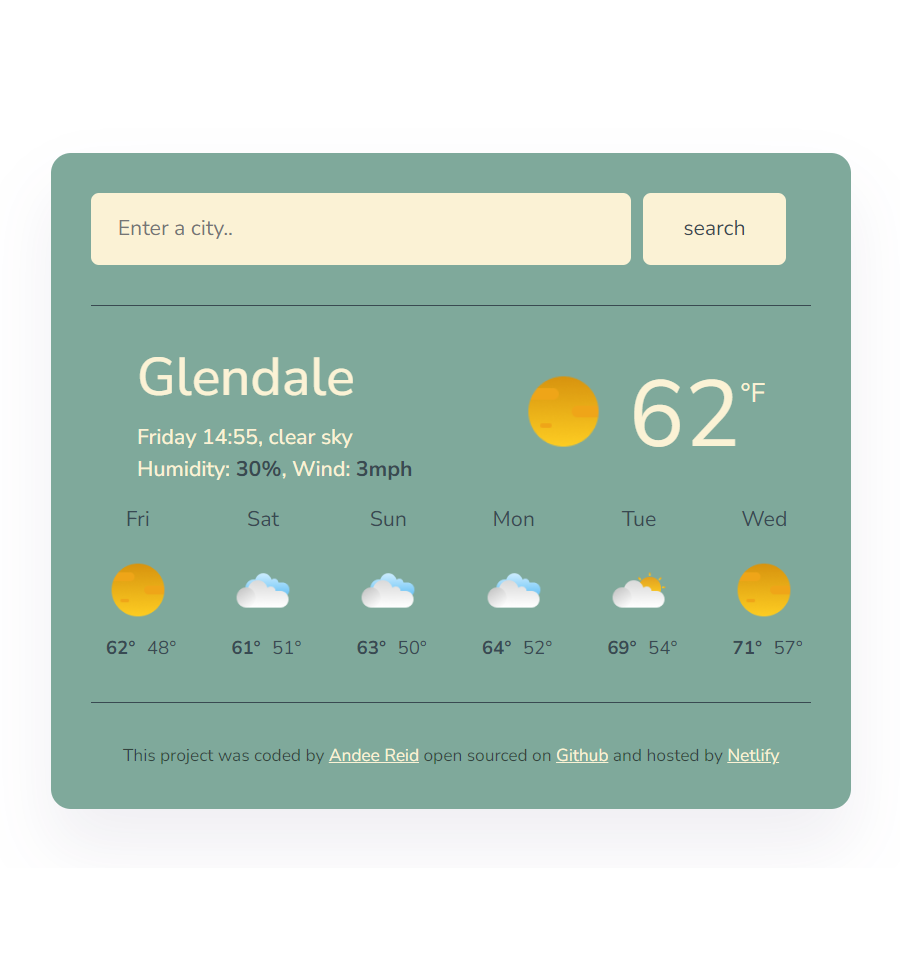 Enter a city.. search
Glendale
62°F
Friday 14:55, clear sky
Humidity: 30%, Wind: 3mph
Fri Sat Sun Mon Tue Wed
62° 48° 61° 51° 63° 50° 64° 52° 69° 54° 71° 57°
This project was coded by Andee Reid open sourced on Github and hosted by Netlify